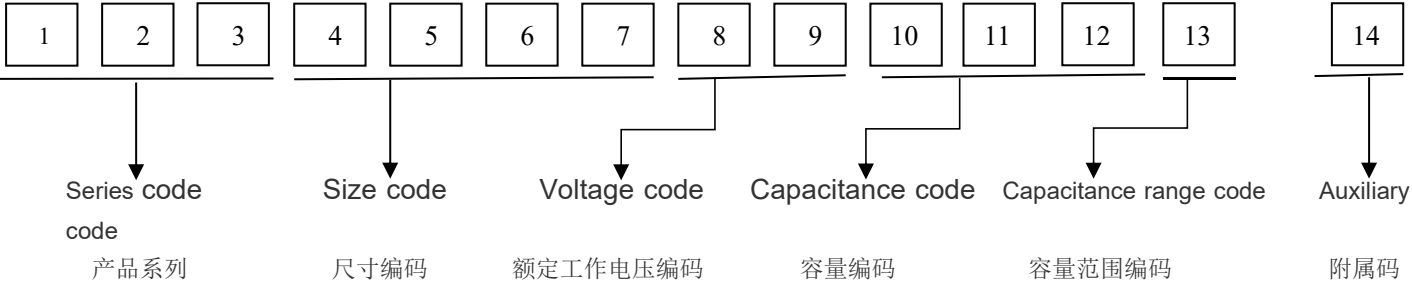 1 2 3 4 5 6 7 8 9 10 11 12 13 14
Series code Size code Voltage code Capacitance code Capacitance range code Auxiliary
code
产品系列 尺寸编码 额定工作电压编码 容量编码 容量范围编码 附属码